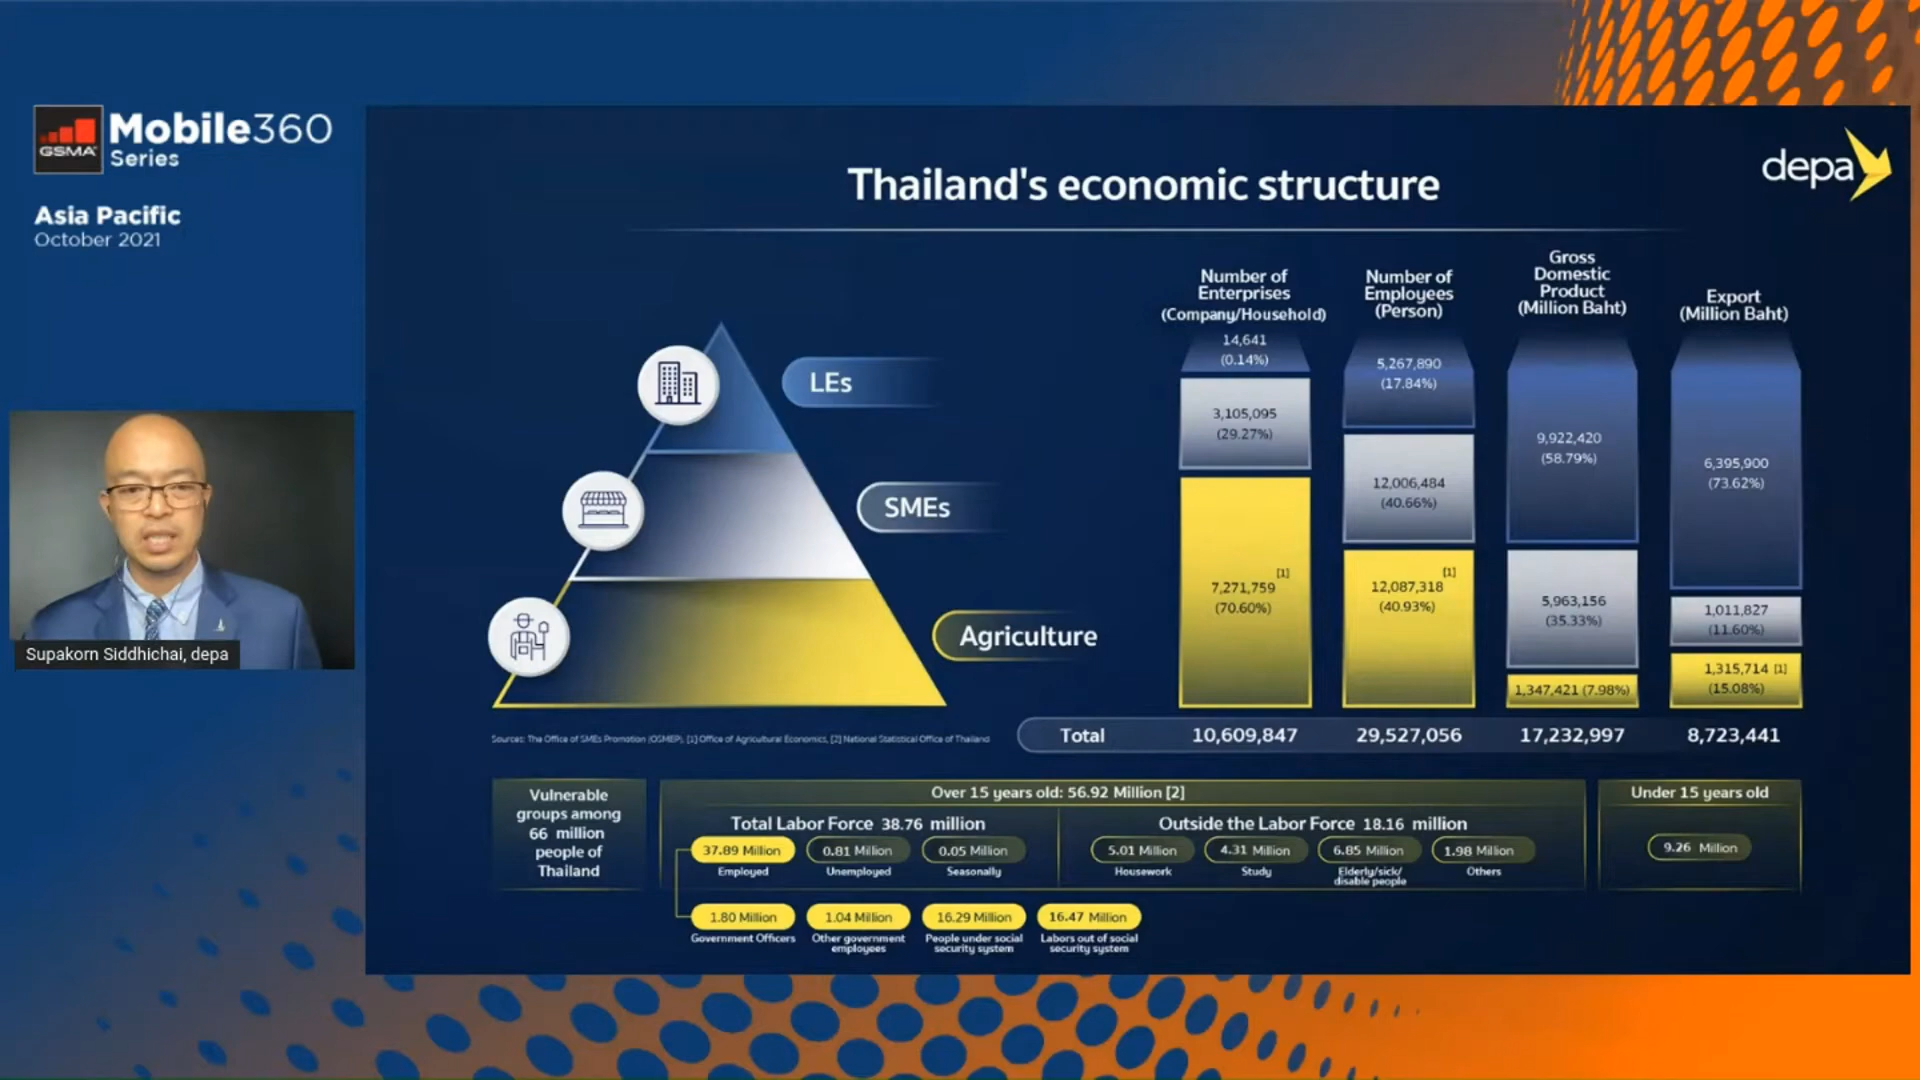 GSMA
Mobile360
Series
Asia Pacific
October 2021
Supakorn Siddhichai, depa
depa
Thailand's economic structure
LEs
SMEs
Agriculture
Number of
Enterprises
(Company/Household)
14,641
(0.14%)
3,105,095
(29.27%)
[1]
7,271,759
(70.60%)
Number of
Employees
(Person)
5,267,890
(17.84%)
12,006,484
(40.66%)
[1]
12,087,318
(40.93%)
Gross
Domestic
Product
(Million Baht)
9,922,420
(58.79%)
5,963,156
(35.33%)
1,347,421 (7.98%)
Export
(Million Baht)
6,395,900
(73.62%)
1,011,827
(11.60%)
1,315,714 [1]
(15.08%)
Sources: The Office of SMEs Promotion (OSMEP), [1] Office of Agricultural Economics, [2] National Statistical Office of Thailand
Total 10,609,847 29,527,056 17,232,997 8,723,441
Vulnerable
groups among
66 million
people of
Thailand
Over 15 years old: 56.92 Million [2]
Total Labor Force 38.76 million
37.89 Million
Employed
0.81 Million
Unemployed
0.05 Million
Seasonally
Outside the Labor Force 18.16 million
5.01 Million
Housework
4.31 Million
Study
6.85 Million
Elderly/sick/
disable people
1.98 Million
Others
Under 15 years old
9.26 Million
1.80 Million
Government Officers
1.04 Million
Other government
employees
16.29 Million
People under social
security system
16.47 Million
Labors out of social
security system